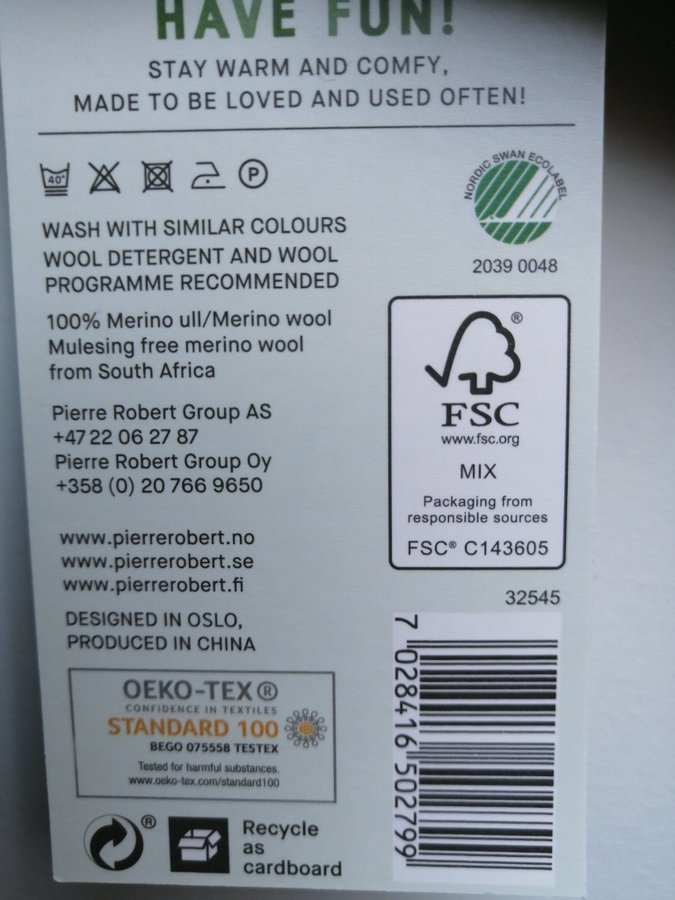 HAVE FUN!
STAY WARM AND COMFY,
MADE TO BE LOVED AND USED OFTEN!
40°
P
WASH WITH SIMILAR COLOURS
WOOL DETERGENT AND WOOL
PROGRAMME RECOMMENDED
100% Merino ull/Merino wool
Mulesing free merino wool
from South Africa
Pierre Robert Group AS
+47 22 06 27 87
Pierre Robert Group Oy
+358 (0) 20 766 9650
www.pierrerobert.no
www.pierrerobert.se
www.pierrerobert.fi
DESIGNED IN OSLO,
PRODUCED IN CHINA
OEKO-TEX®
CONFIDENCE IN TEXTILES
STANDARD 100
BEGO 075558 TESTEX
Tested for harmful substances.
www.oeko-tex.com/standard100
®
Recycle
as
cardboard
NORDIC SWAN ECOLABEL
2039 0048
®
FSC
www.fsc.org
MIX
Packaging from
responsible sources
FSC® C143605
32545
7 028416 502799